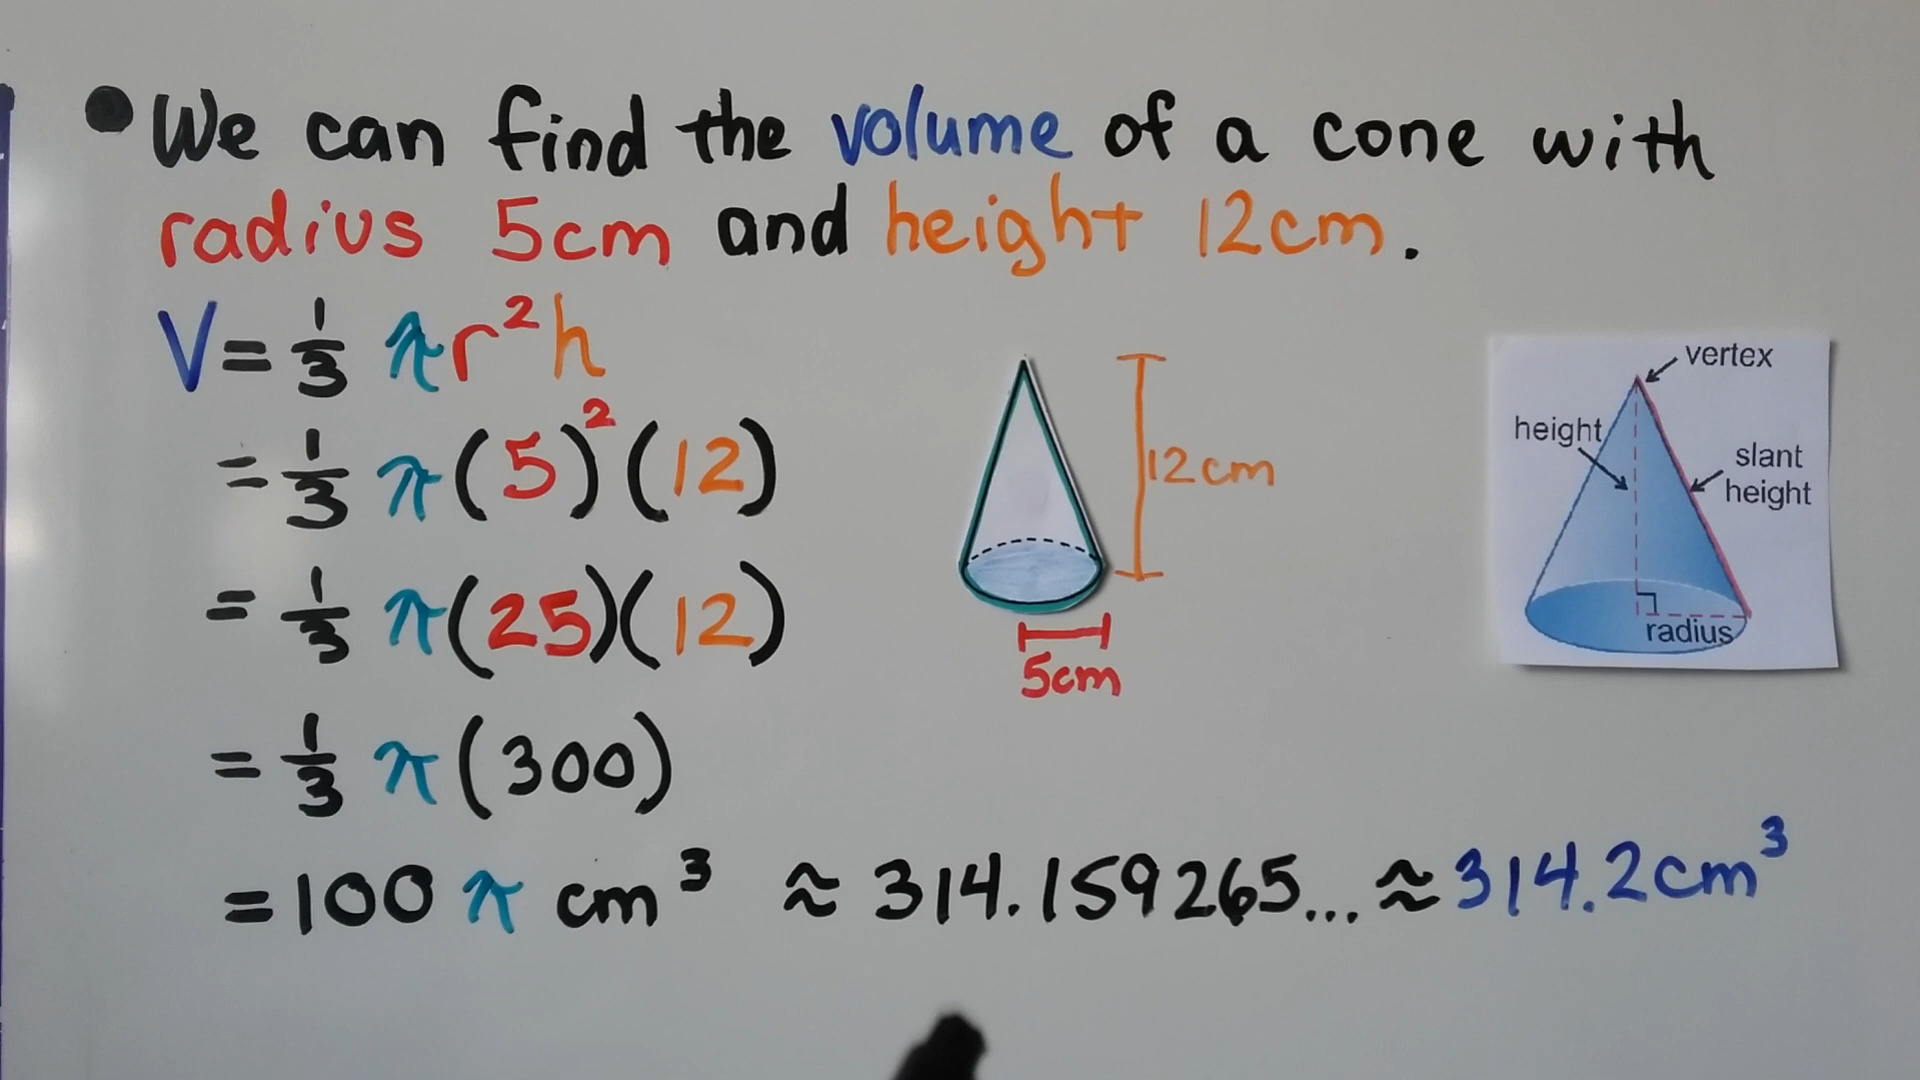 • We can find the volume of a cone with
radius 5cm and height 12cm.
V = 1/3 πr²h
= 1/3 π(5)²(12)
= 1/3 π(25)(12)
= 1/3 π(300)
= 100 π cm³ ≈ 314.159265... ≈ 314.2cm³
12cm
5cm
vertex
height
slant
height
radius